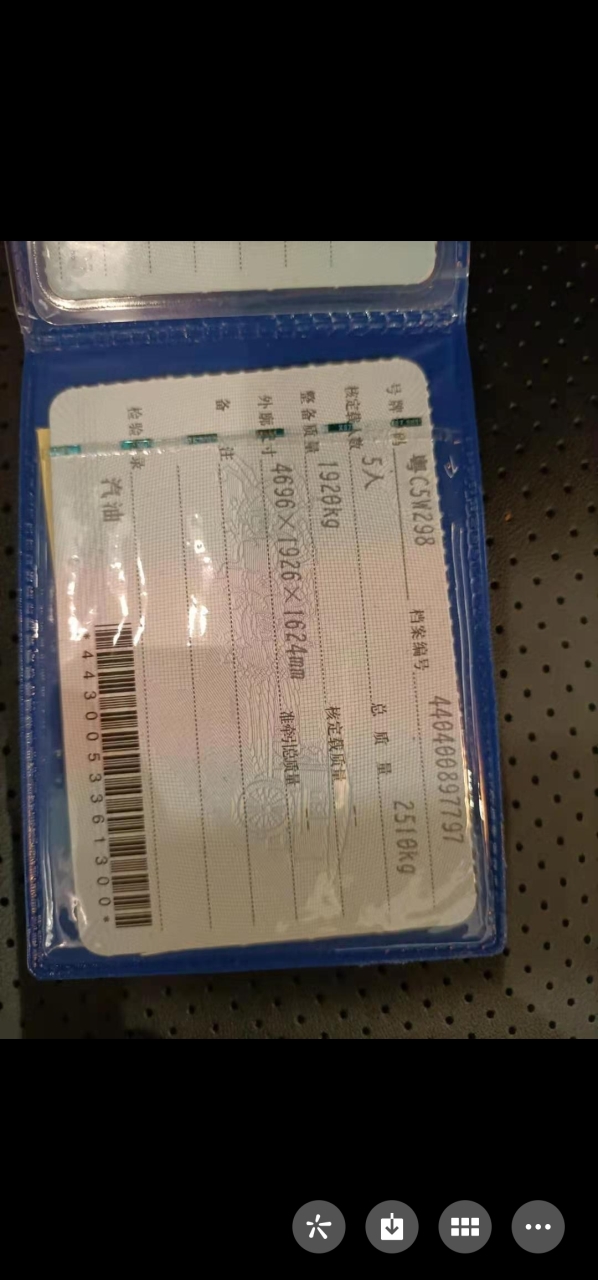 号牌号码 粤C5W298 档案编号 440400897797
核定载人数 5人 总质量 2510kg
整备质量 1920kg 核定载质量 --
外廓尺寸 4696×1926×1624mm 准牵引总质量 --
备注
检验记录
汽油
*4430053361300*